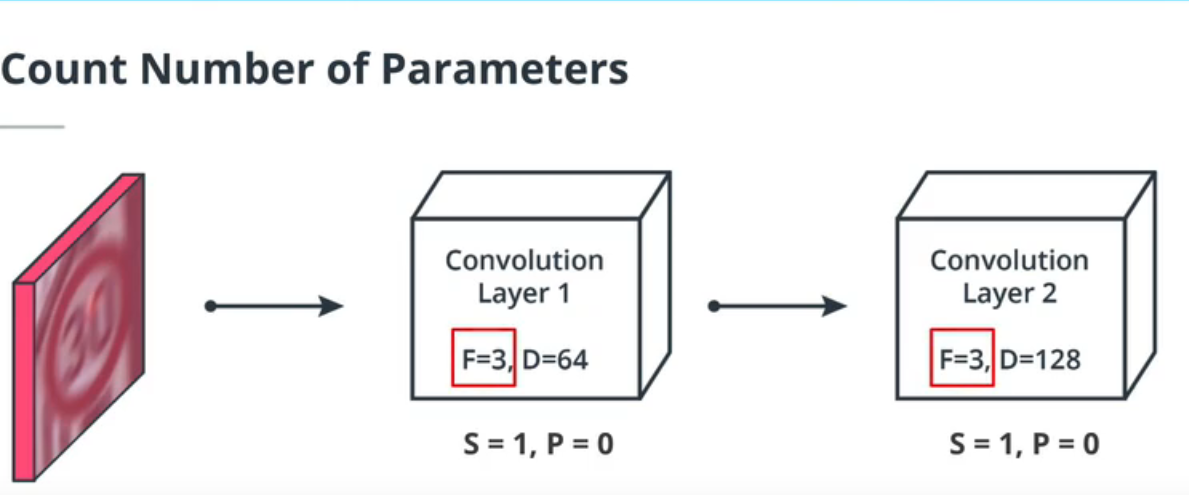 Count Number of Parameters
30
Convolution
Layer 1
F=3, D=64
S = 1, P = 0
Convolution
Layer 2
F=3, D=128
S = 1, P = 0